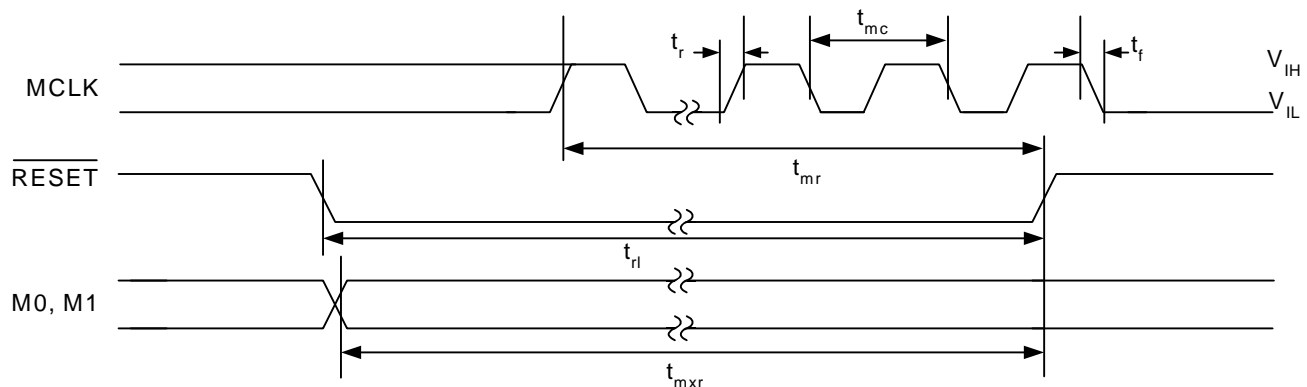 t_mc
t_r
t_f
V_IH
MCLK
V_IL
t_mr
RESET
t_rl
M0, M1
t_mxr